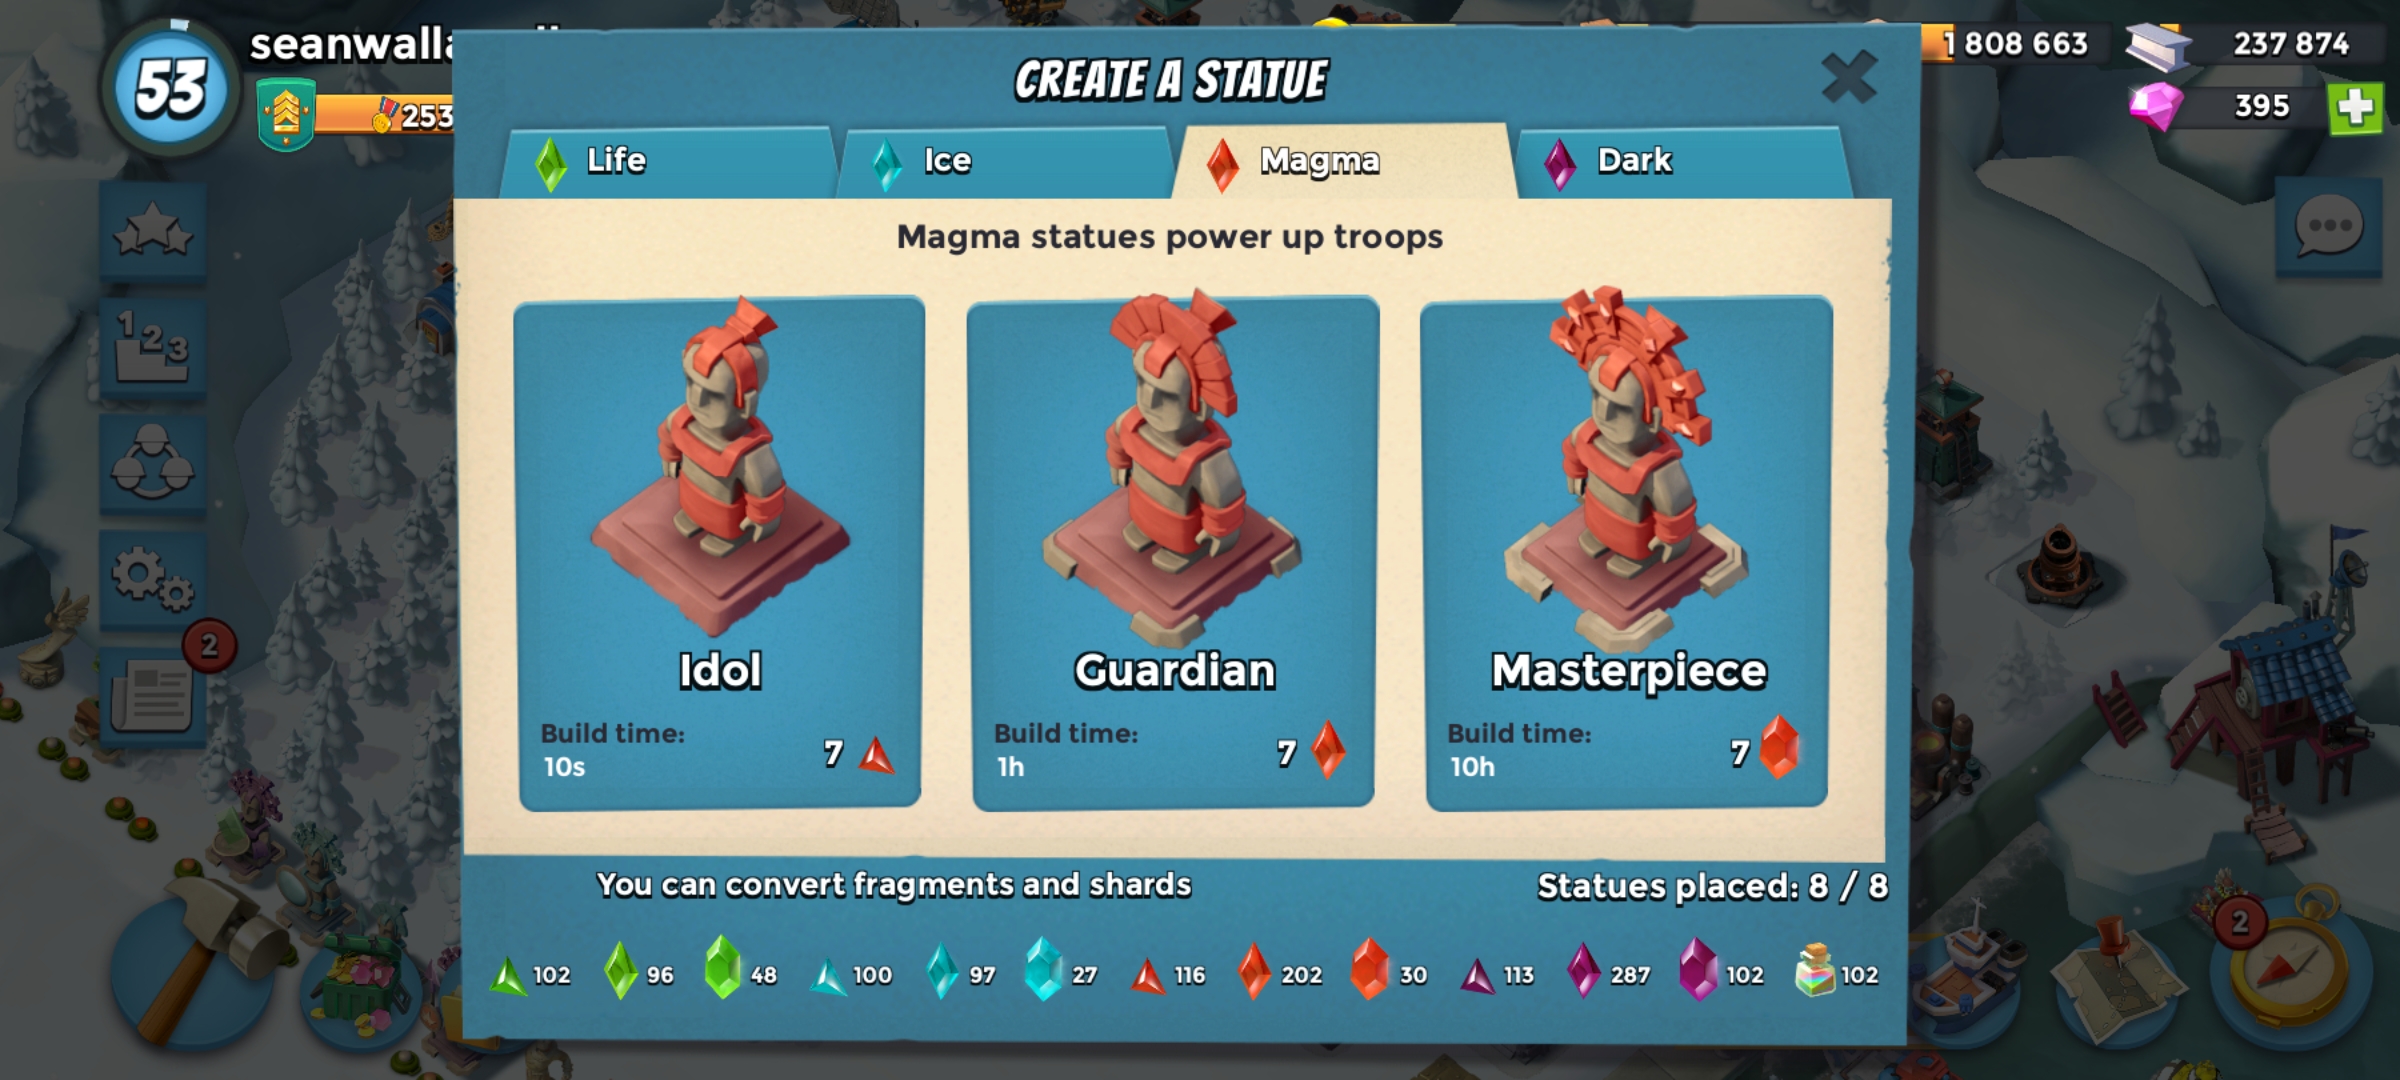 53
253
1 808 663
237 874
395
CREATE A STATUE
Life
Ice
Magma
Dark
Magma statues power up troops
1 2 3
2
Idol
Build time:
10s
7
Guardian
Build time:
1h
7
Masterpiece
Build time:
10h
7
You can convert fragments and shards
Statues placed: 8 / 8
102
96
48
100
97
27
116
202
30
113
287
102
102
2